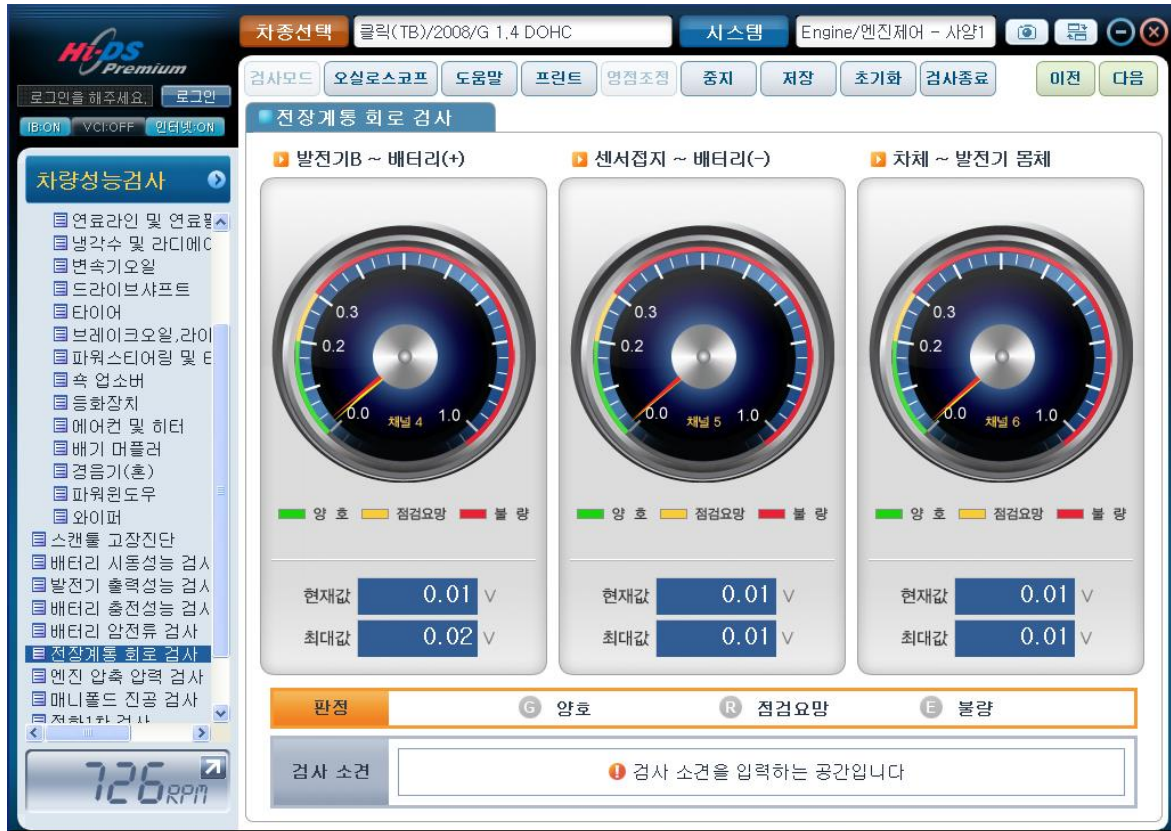 Hi-DS
Premium
로그인을 해주세요. 로그인
IB:ON VCI:OFF 인터넷:ON
차종선택 클릭(TB)/2008/G 1.4 DOHC 시스템 Engine/엔진제어 - 사양1
검사모드 오실로스코프 도움말 프린트 영점조정 중지 저장 초기화 검사종료 이전 다음
전장계통 회로 검사
차량성능검사
연료라인 및 연료
냉각수 및 라디에
변속기오일
드라이브샤프트
타이어
브레이크오일,라이
파워스티어링 및
쇽 업소버
등화장치
에어컨 및 히터
배기 머플러
경음기(혼)
파워윈도우
와이퍼
스캔툴 고장진단
배터리 시동성능 검사
발전기 출력성능 검사
배터리 충전성능 검사
배터리 암전류 검사
전장계통 회로 검사
엔진 압축 압력 검사
매니폴드 진공 검사
점화1차 검사
726 RPM
발전기B ~ 배터리(+)
0.3
0.2
0.0 채널 4 1.0
양 호 점검요망 불 량
현재값 0.01 V
최대값 0.02 V
센서접지 ~ 배터리(-)
0.3
0.2
0.0 채널 5 1.0
양 호 점검요망 불 량
현재값 0.01 V
최대값 0.01 V
차체 ~ 발전기 몸체
0.3
0.2
0.0 채널 6 1.0
양 호 점검요망 불 량
현재값 0.01 V
최대값 0.01 V
판정 G 양호 R 점검요망 E 불량
검사 소견 검사 소견을 입력하는 공간입니다